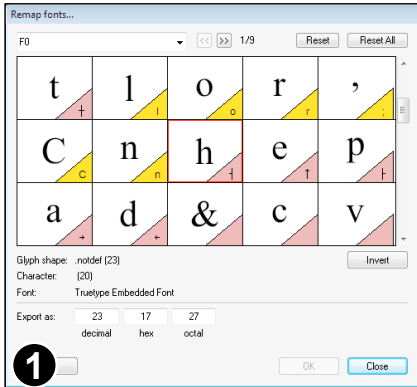 Remap fonts...
F0 << >> 1/9 Reset Reset All
t l o r ,
† l o r ;
C n h e p
C n ┤ ↑ ├
a d & c v
→ ←
Glyph shape: .notdef (23) Invert
Character: (20)
Font: Truetype Embedded Font
Export as: 23 17 27
decimal hex octal
1 OK Close